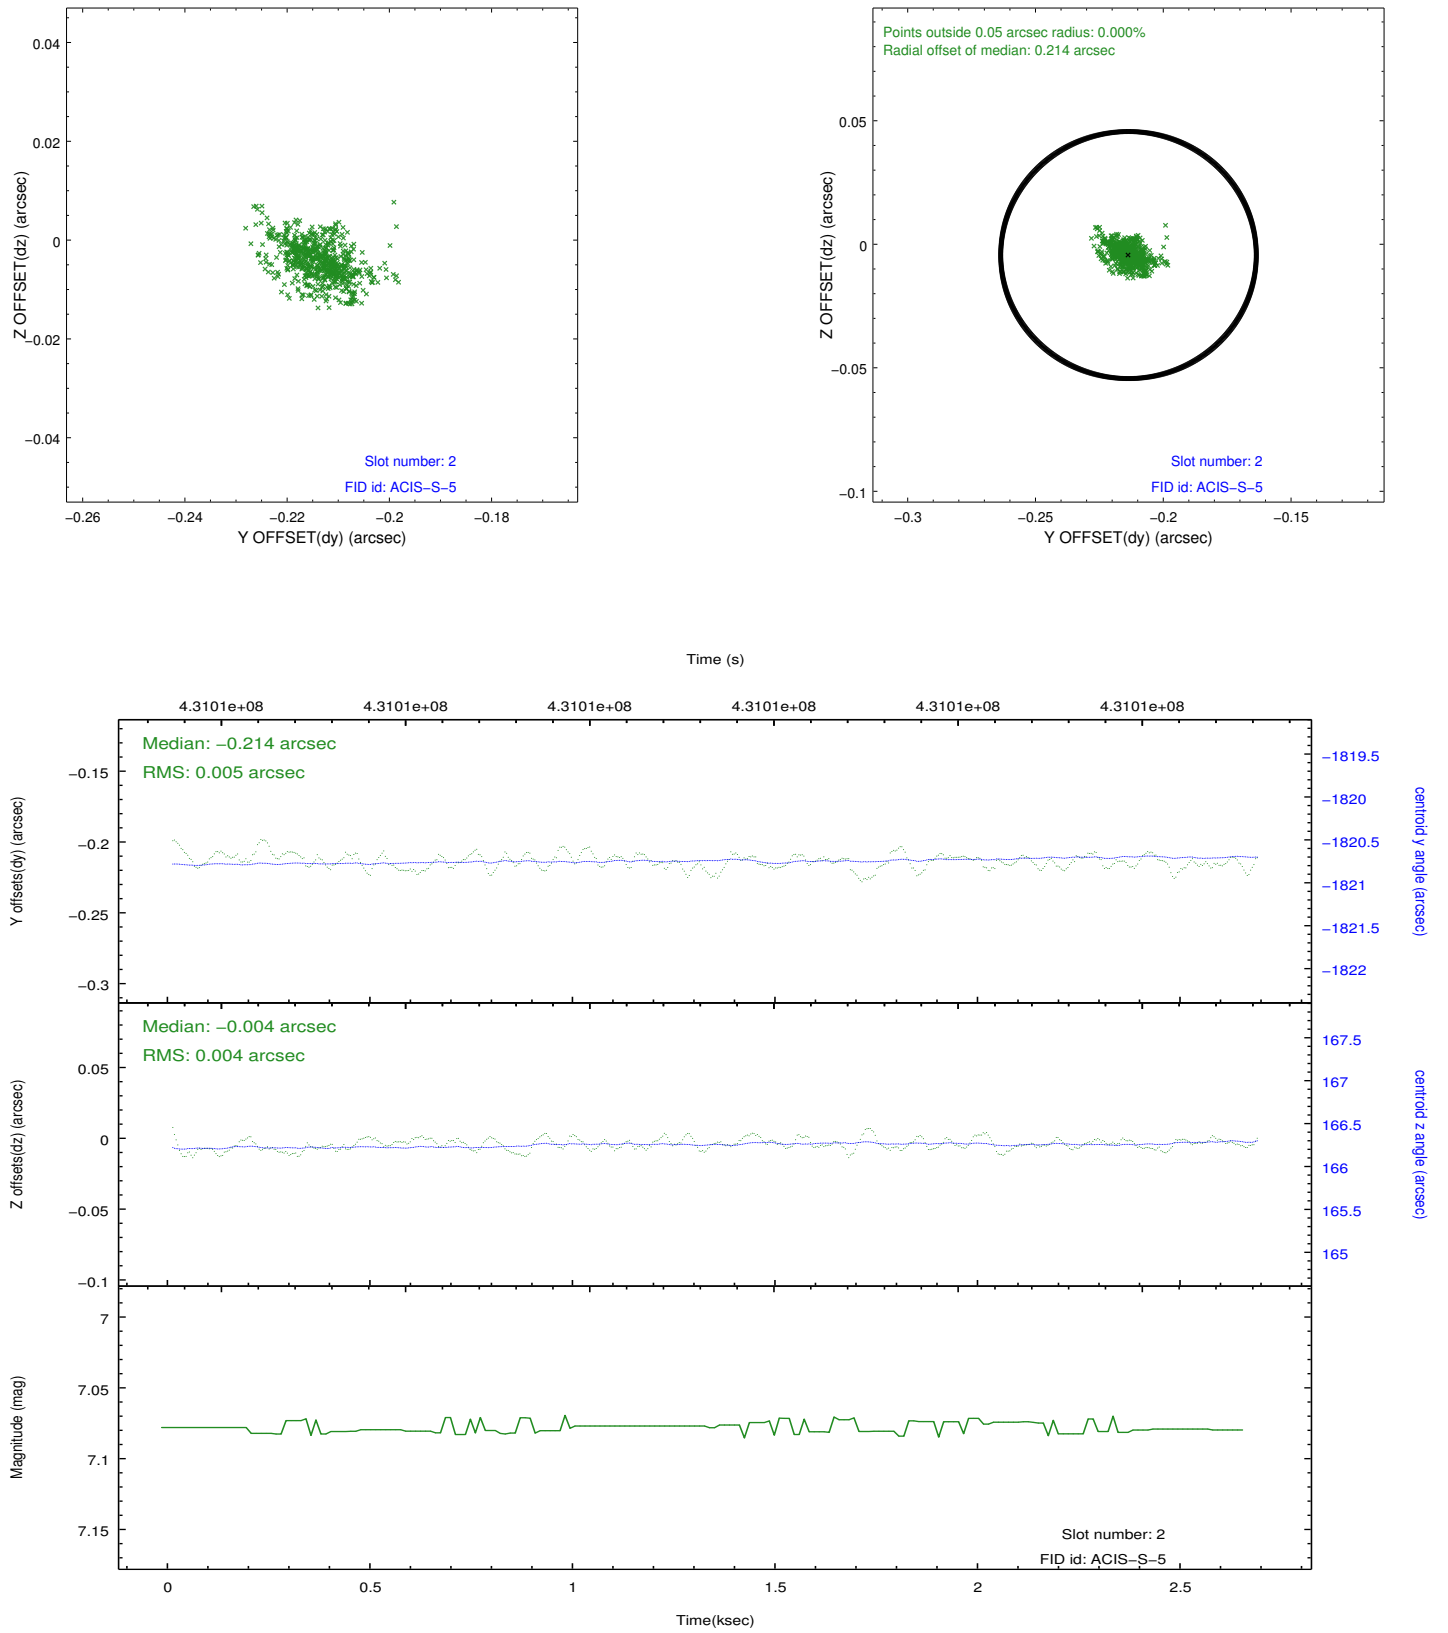 0.04
0.02
0
−0.02
−0.04
Z OFFSET(dz) (arcsec)
Slot number: 2
FID id: ACIS−S−5
−0.26 −0.24 −0.22 −0.2 −0.18
Y OFFSET(dy) (arcsec)
Points outside 0.05 arcsec radius: 0.000%
Radial offset of median: 0.214 arcsec
0.05
0
−0.05
−0.1
Z OFFSET(dz) (arcsec)
Slot number: 2
FID id: ACIS−S−5
−0.3 −0.25 −0.2 −0.15
Y OFFSET(dy) (arcsec)
Time (s)
4.3101e+08 4.3101e+08 4.3101e+08 4.3101e+08 4.3101e+08 4.3101e+08
Median: −0.214 arcsec
RMS: 0.005 arcsec
−0.15
−0.2
−0.25
−0.3
Y offsets(dy) (arcsec)
−1819.5
−1820
−1820.5
−1821
−1821.5
−1822
centroid y angle (arcsec)
Median: −0.004 arcsec
RMS: 0.004 arcsec
0.05
0
−0.05
−0.1
Z offsets(dz) (arcsec)
167.5
167
166.5
166
165.5
165
centroid z angle (arcsec)
7
7.05
7.1
7.15
Magnitude (mag)
Slot number: 2
FID id: ACIS−S−5
0 0.5 1 1.5 2 2.5
Time(ksec)